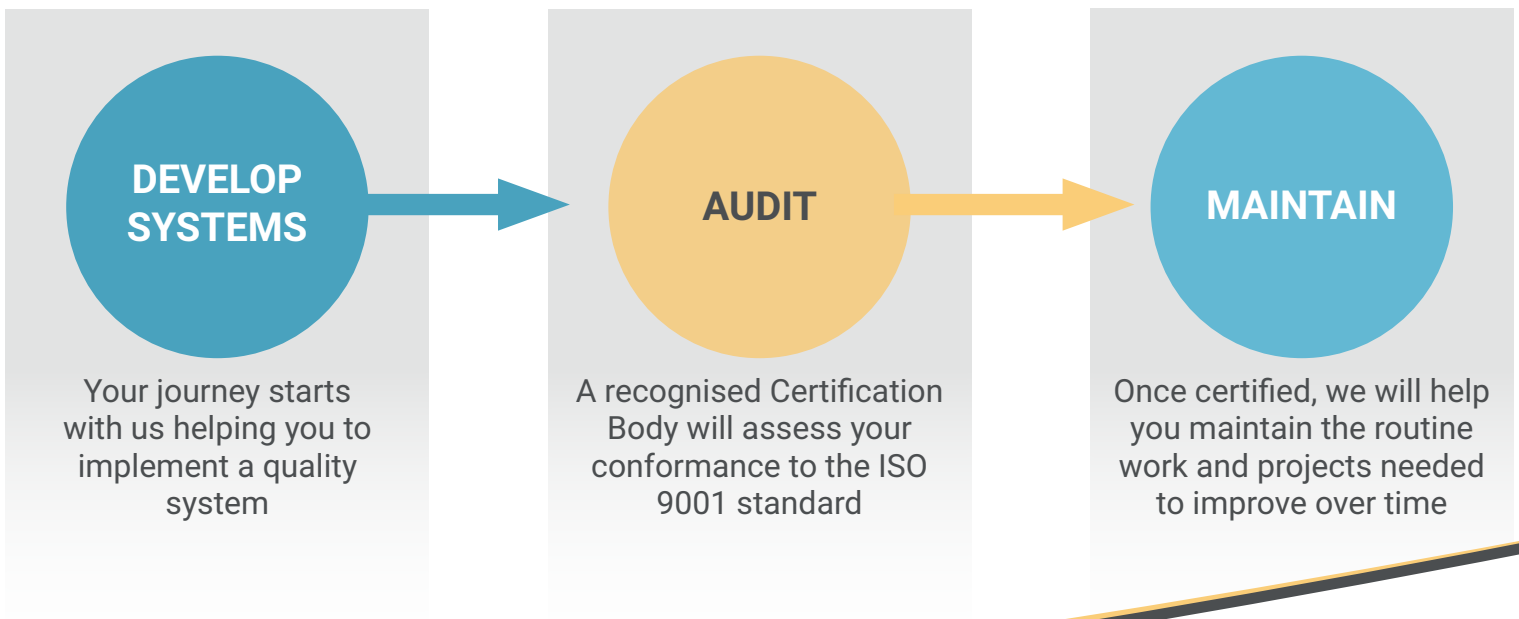 DEVELOP
SYSTEMS
Your journey starts
with us helping you to
implement a quality
system
AUDIT
A recognised Certification
Body will assess your
conformance to the ISO
9001 standard
MAINTAIN
Once certified, we will help
you maintain the routine
work and projects needed
to improve over time